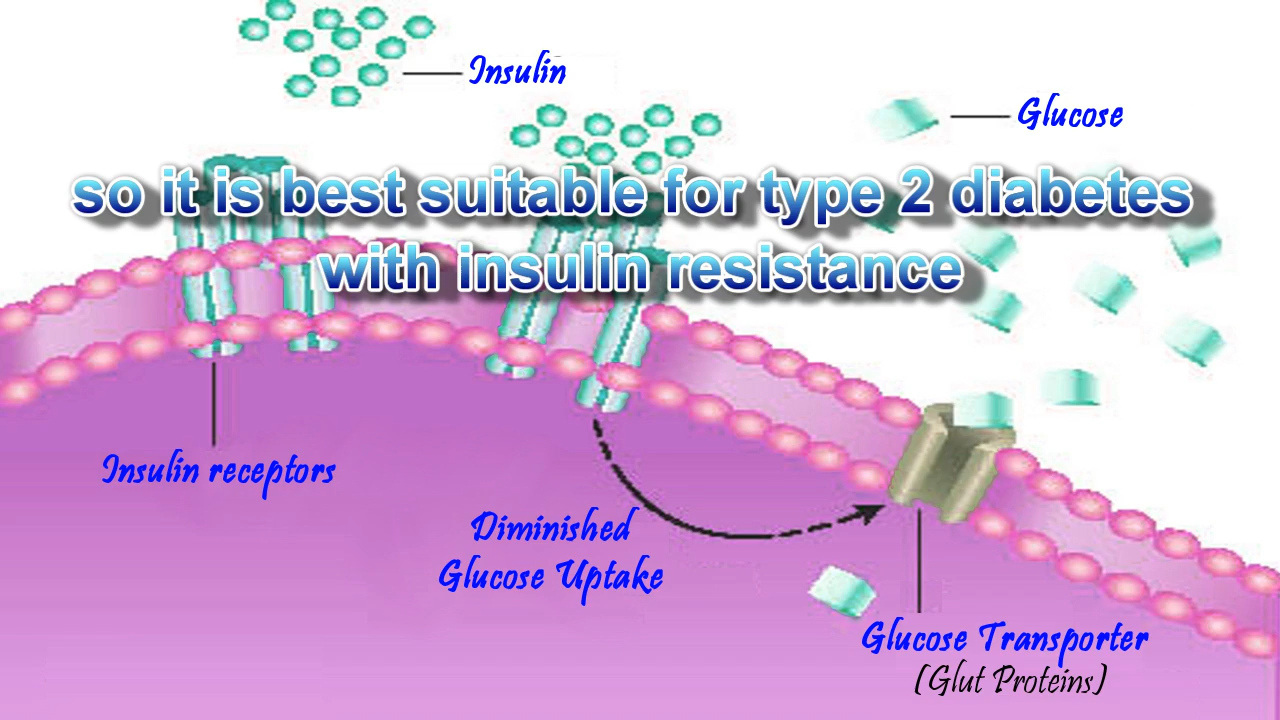 Insulin
Glucose
so it is best suitable for type 2 diabetes
with insulin resistance
Insulin receptors
Diminished
Glucose Uptake
Glucose Transporter
(Glut Proteins)